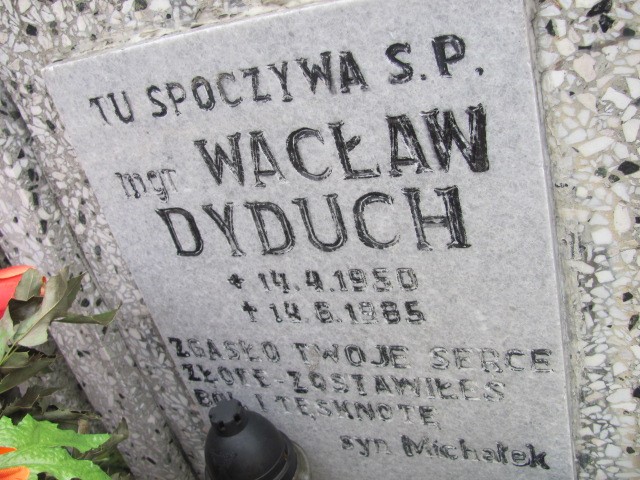 TU SPOCZYWA S.P.
mgr WACŁAW
DYDUCH
* 14.4.1950
† 14.6.1985
ZGASŁO TWOJE SERCE
ZŁOTE-ZOSTAWIŁEŚ
BÓL I TĘSKNOTĘ
syn Michałek